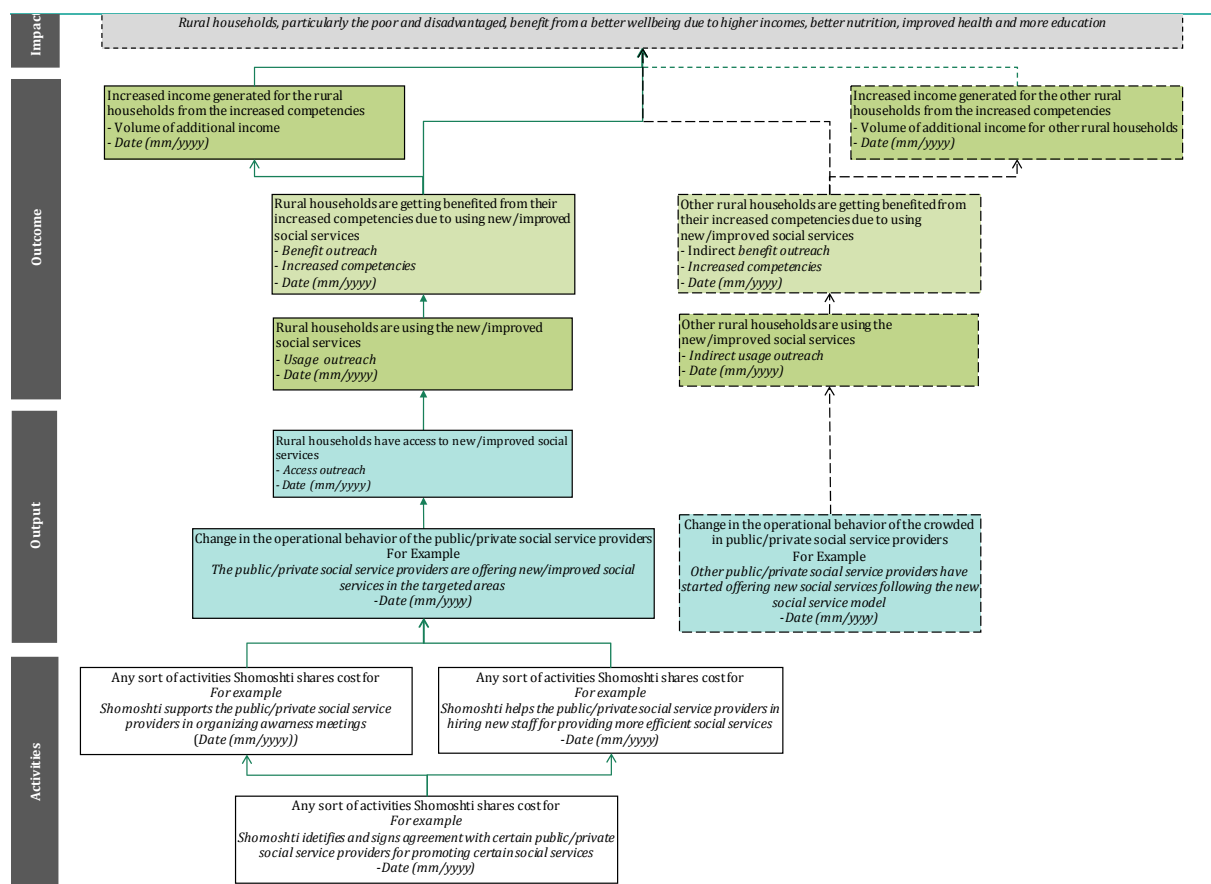 Impact
Rural households, particularly the poor and disadvantaged, benefit from a better wellbeing due to higher incomes, better nutrition, improved health and more education
Outcome
Increased income generated for the rural
households from the increased competencies
- Volume of additional income
- Date (mm/yyyy)
Increased income generated for the other rural
households from the increased competencies
- Volume of additional income for other rural households
- Date (mm/yyyy)
Rural households are getting benefited from their
increased competencies due to using new/improved
social services
- Benefit outreach
- Increased competencies
- Date (mm/yyyy)
Other rural households are getting benefited from
their increased competencies due to using
new/improved social services
- Indirect benefit outreach
- Increased competencies
- Date (mm/yyyy)
Rural households are using the new/improved
social services
- Usage outreach
- Date (mm/yyyy)
Other rural households are using the
new/improved social services
- Indirect usage outreach
- Date (mm/yyyy)
Output
Rural households have access to new/improved social
services
- Access outreach
- Date (mm/yyyy)
Change in the operational behavior of the public/private social service providers
For Example
The public/private social service providers are offering new/improved social
services in the targeted areas
-Date (mm/yyyy)
Change in the operational behavior of the crowded
in public/private social service providers
For Example
Other public/private social service providers have
started offering new social services following the new
social service model
-Date (mm/yyyy)
Activities
Any sort of activities Shomoshti shares cost for
For example
Shomoshti supports the public/private social service
providers in organizing awarness meetings
(Date (mm/yyyy))
Any sort of activities Shomoshti shares cost for
For example
Shomoshti helps the public/private social service providers in
hiring new staff for providing more efficient social services
-Date (mm/yyyy)
Any sort of activities Shomoshti shares cost for
For example
Shomoshti idetifies and signs agreement with certain public/private
social service providers for promoting certain social services
-Date (mm/yyyy)